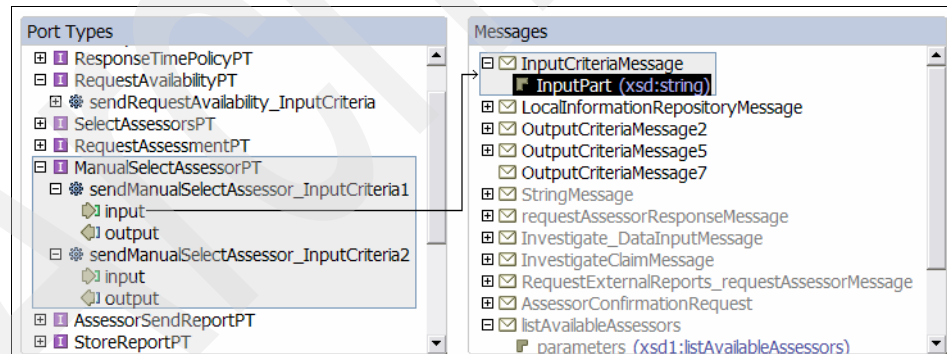 Port Types
ResponseTimePolicyPT
RequestAvailabilityPT
sendRequestAvailability_InputCriteria
SelectAssessorsPT
RequestAssessmentPT
ManualSelectAssessorPT
sendManualSelectAssessor_InputCriteria1
input
output
sendManualSelectAssessor_InputCriteria2
input
output
AssessorSendReportPT
StoreReportPT
Messages
InputCriteriaMessage
InputPart (xsd:string)
LocalInformationRepositoryMessage
OutputCriteriaMessage2
OutputCriteriaMessage5
OutputCriteriaMessage7
StringMessage
requestAssessorResponseMessage
Investigate_DataInputMessage
InvestigateClaimMessage
RequestExternalReports_requestAssessorMessage
AssessorConfirmationRequest
listAvailableAssessors
parameters (xsd1:listAvailableAssessors)